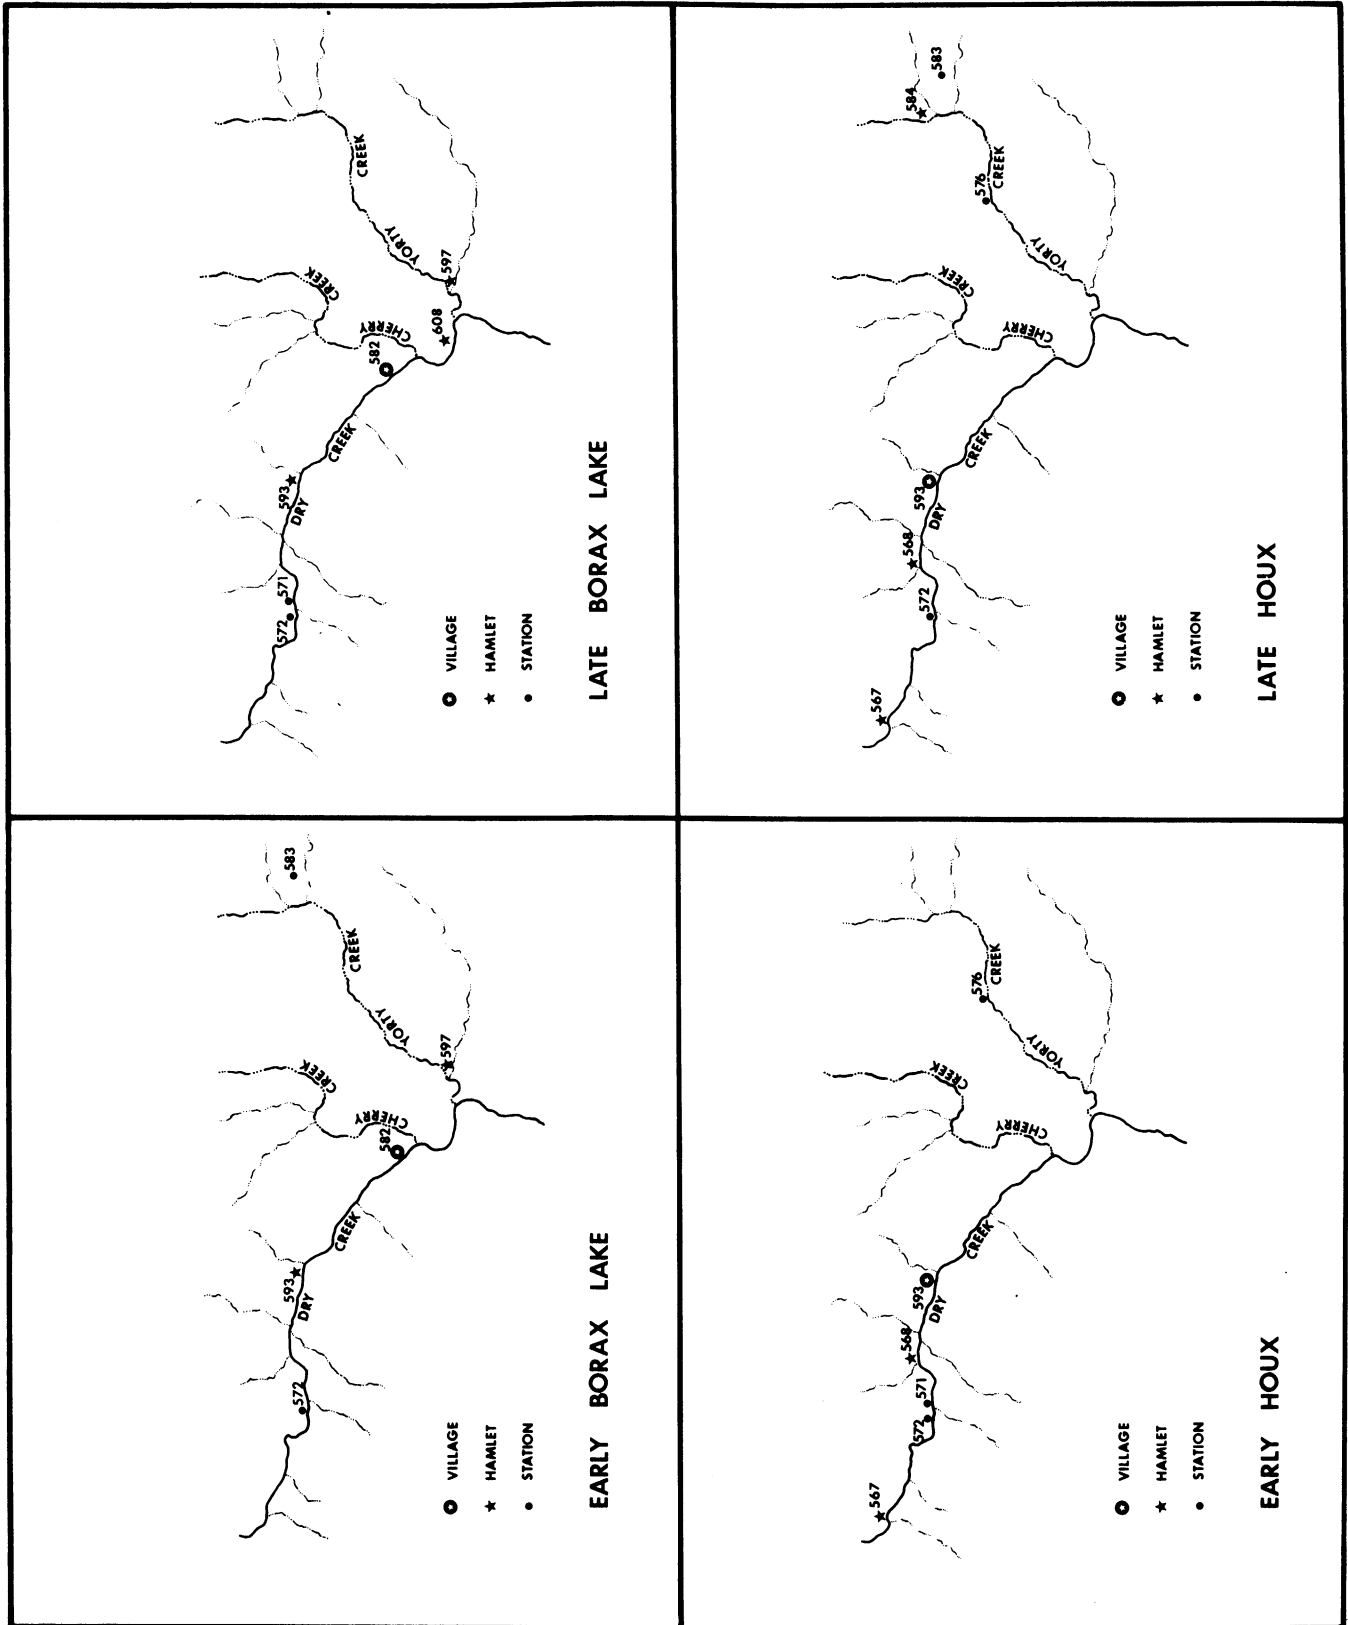 583
CREEK
YORTY
597
CREEK
CHERRY
582
CREEK
593
DRY
572
VILLAGE
HAMLET
STATION
EARLY BORAX LAKE
CREEK
YORTY
597
CREEK
CHERRY
608
582
CREEK
593
DRY
571
572
VILLAGE
HAMLET
STATION
LATE BORAX LAKE
576
CREEK
YORTY
CREEK
CHERRY
CREEK
593
DRY
568
571
572
567
VILLAGE
HAMLET
STATION
EARLY HOUX
583
584
576
CREEK
YORTY
CREEK
CHERRY
CREEK
593
DRY
568
572
567
VILLAGE
HAMLET
STATION
LATE HOUX